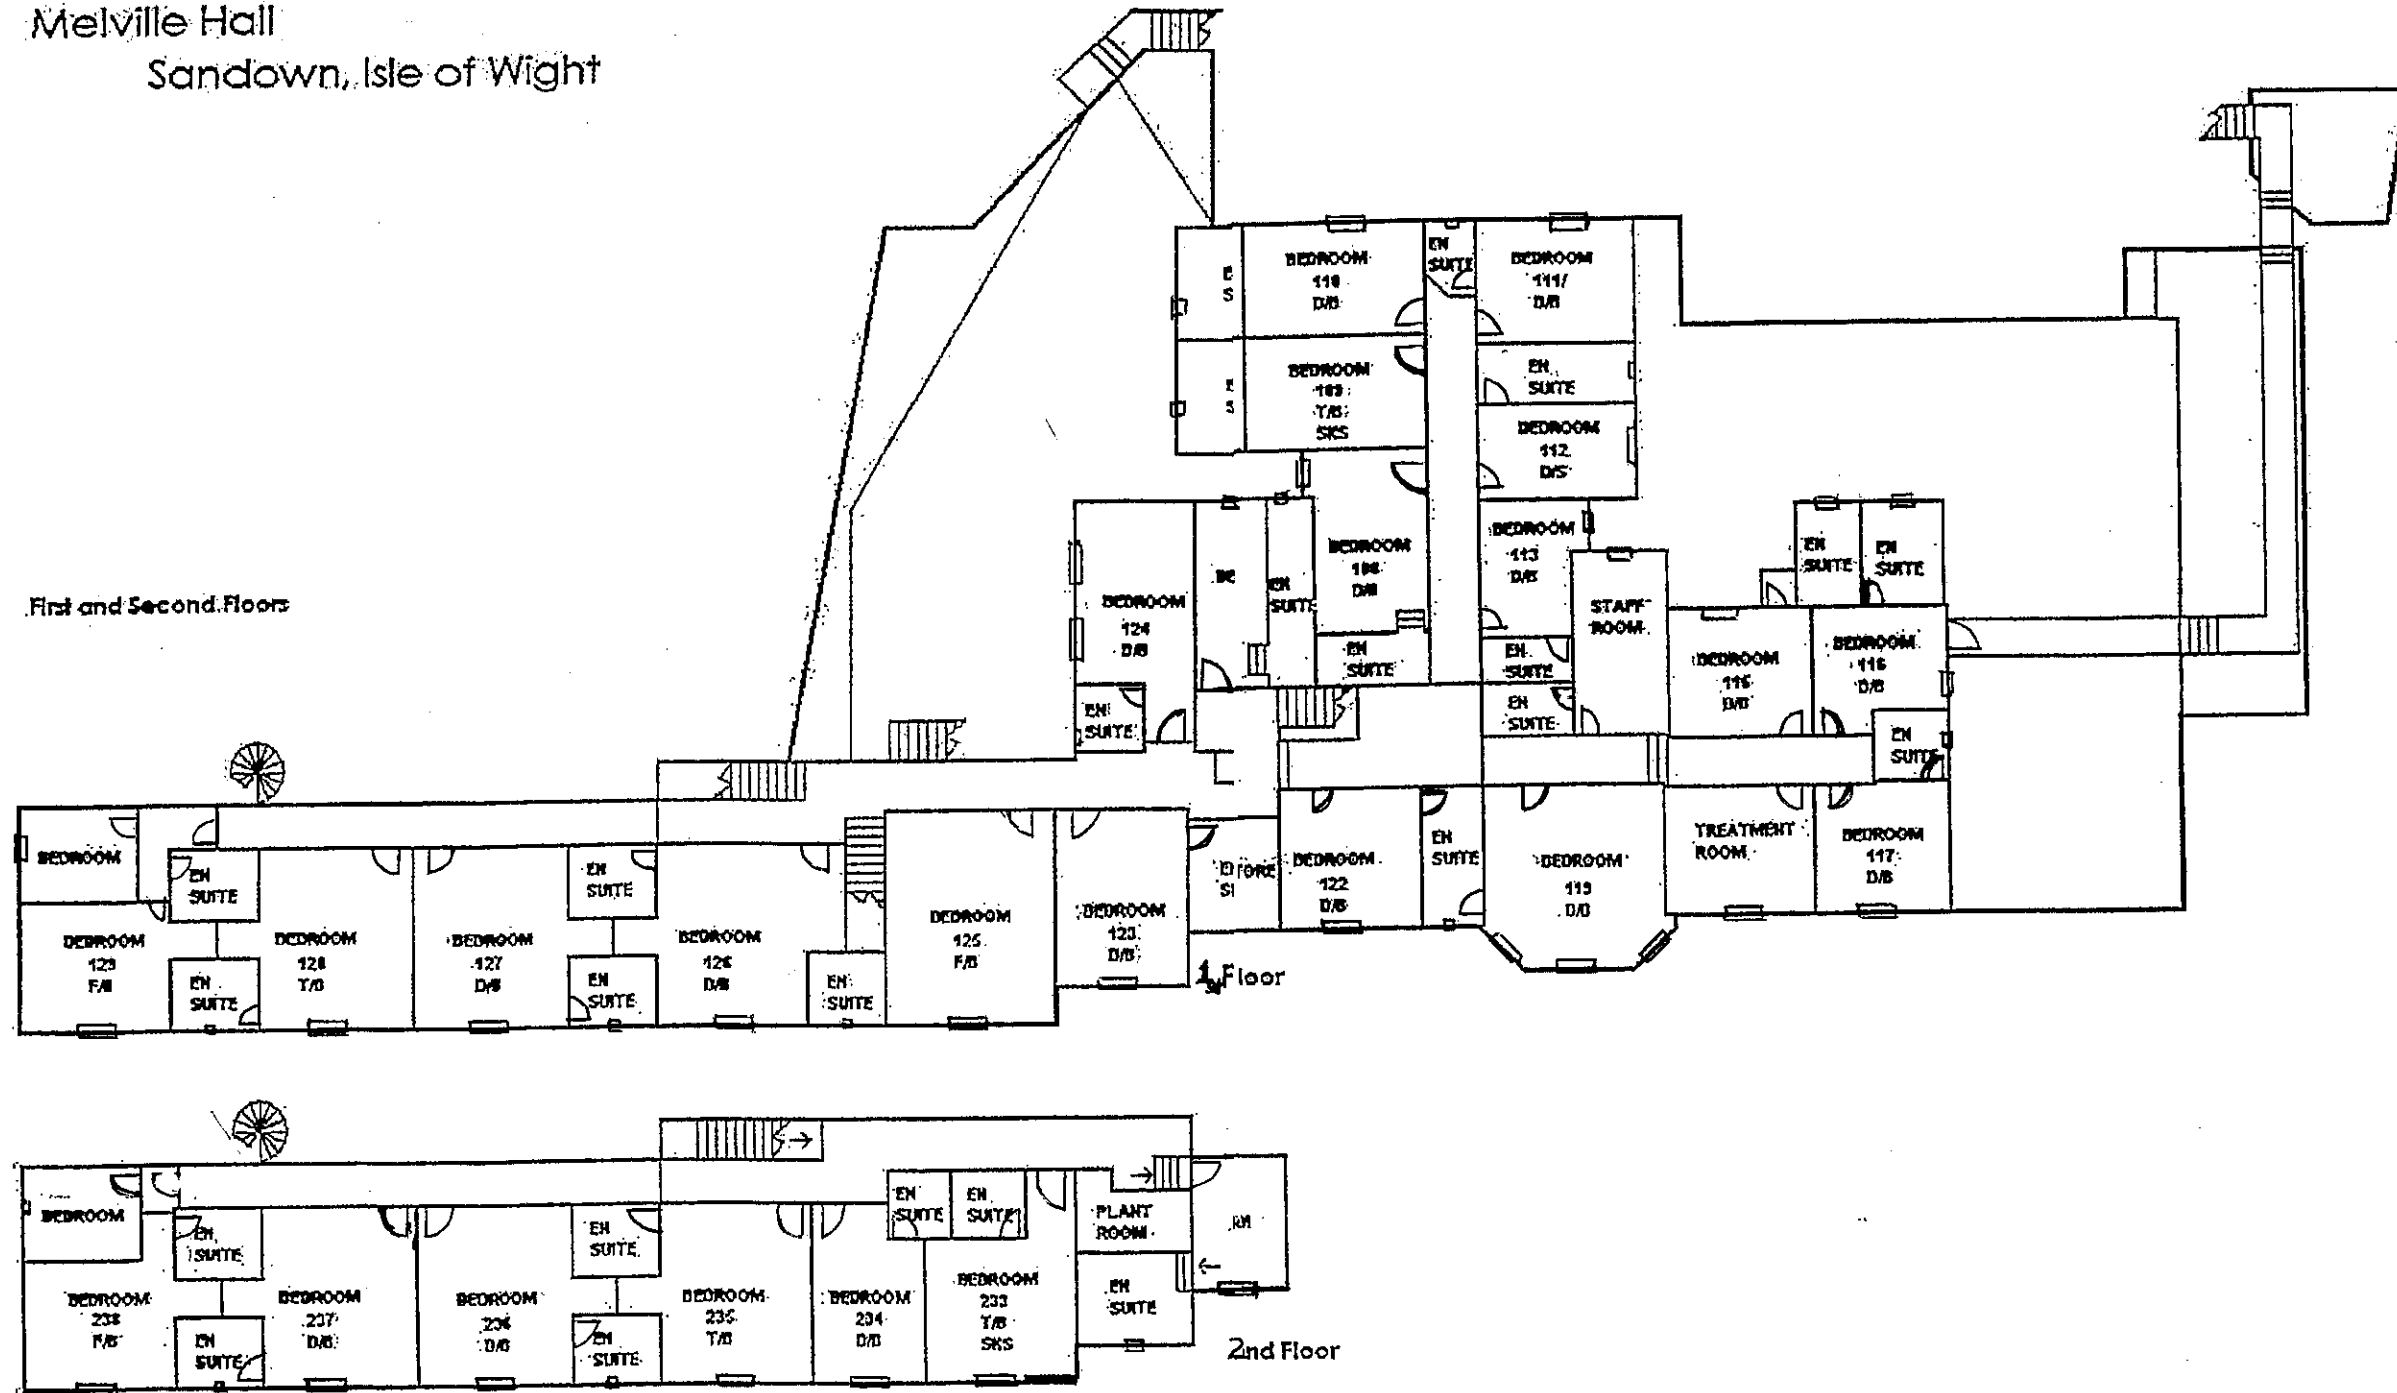 Melville Hall
Sandown, Isle of Wight
First and Second Floors
E
S
BEDROOM
110
D/B
EN
SUITE
BEDROOM
111
D/B
BEDROOM
109
T/B
SKS
EN
SUITE
BEDROOM
112
D/S
BEDROOM
124
D/B
EN
SUITE
EN
SUITE
BEDROOM
108
D/B
EN
SUITE
BEDROOM
113
D/B
EN
SUITE
EN
SUITE
STAFF
ROOM
EN
SUITE
EN
SUITE
BEDROOM
115
D/B
BEDROOM
116
D/B
EN
SUITE
BEDROOM
BEDROOM
129
F/B
EN
SUITE
EN
SUITE
BEDROOM
128
T/B
BEDROOM
127
D/B
EN
SUITE
EN
SUITE
BEDROOM
126
D/B
EN
SUITE
BEDROOM
125
F/B
BEDROOM
123
D/B
BEDROOM
122
D/B
EN
SUITE
BEDROOM
119
D/B
TREATMENT
ROOM
BEDROOM
117
D/B
1st Floor
BEDROOM
BEDROOM
238
F/B
EN
SUITE
EN
SUITE
BEDROOM
237
D/B
BEDROOM
236
D/B
EN
SUITE
EN
SUITE
BEDROOM
235
T/B
BEDROOM
234
D/B
EN
SUITE
EN
SUITE
BEDROOM
233
T/B
SKS
PLANT
ROOM
EN
SUITE
RM
2nd Floor